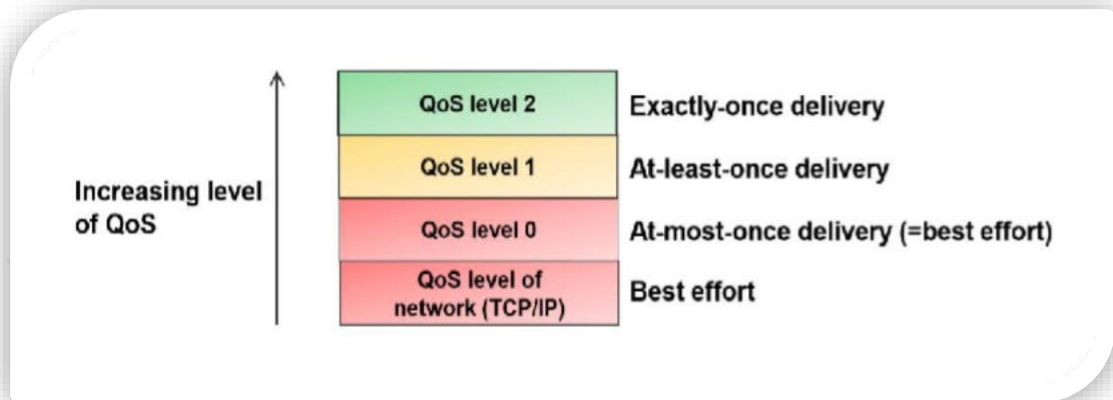 QoS level 2
Exactly-once delivery
QoS level 1
At-least-once delivery
Increasing level
of QoS
QoS level 0
At-most-once delivery (=best effort)
QoS level of
network (TCP/IP)
Best effort